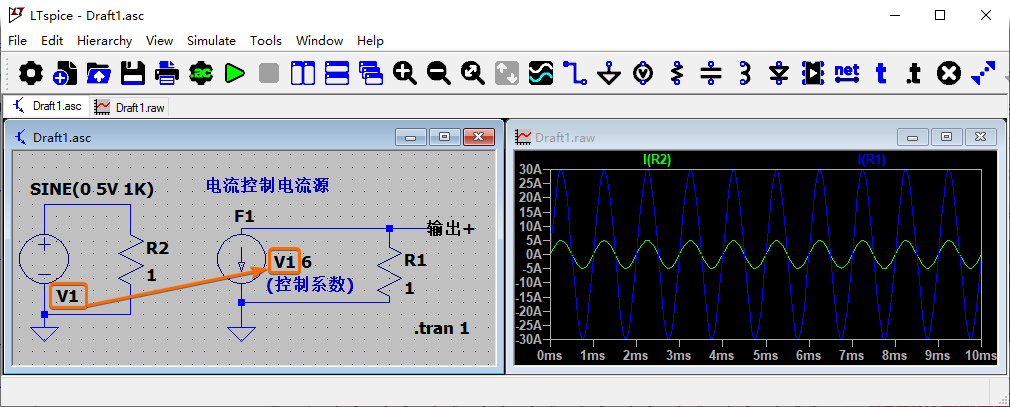 LTspice - Draft1.asc
File Edit Hierarchy View Simulate Tools Window Help
.ac net t .t
Draft1.asc Draft1.raw
Draft1.asc
SINE(0 5V 1K)
电流控制电流源
F1
输出+
R2
1
V1
V1 6
(控制系数)
R1
1
.tran 1
Draft1.raw
I(R2) I(R1)
30A
25A
20A
15A
10A
5A
0A
-5A
-10A
-15A
-20A
-25A
-30A
0ms 1ms 2ms 3ms 4ms 5ms 6ms 7ms 8ms 9ms 10ms